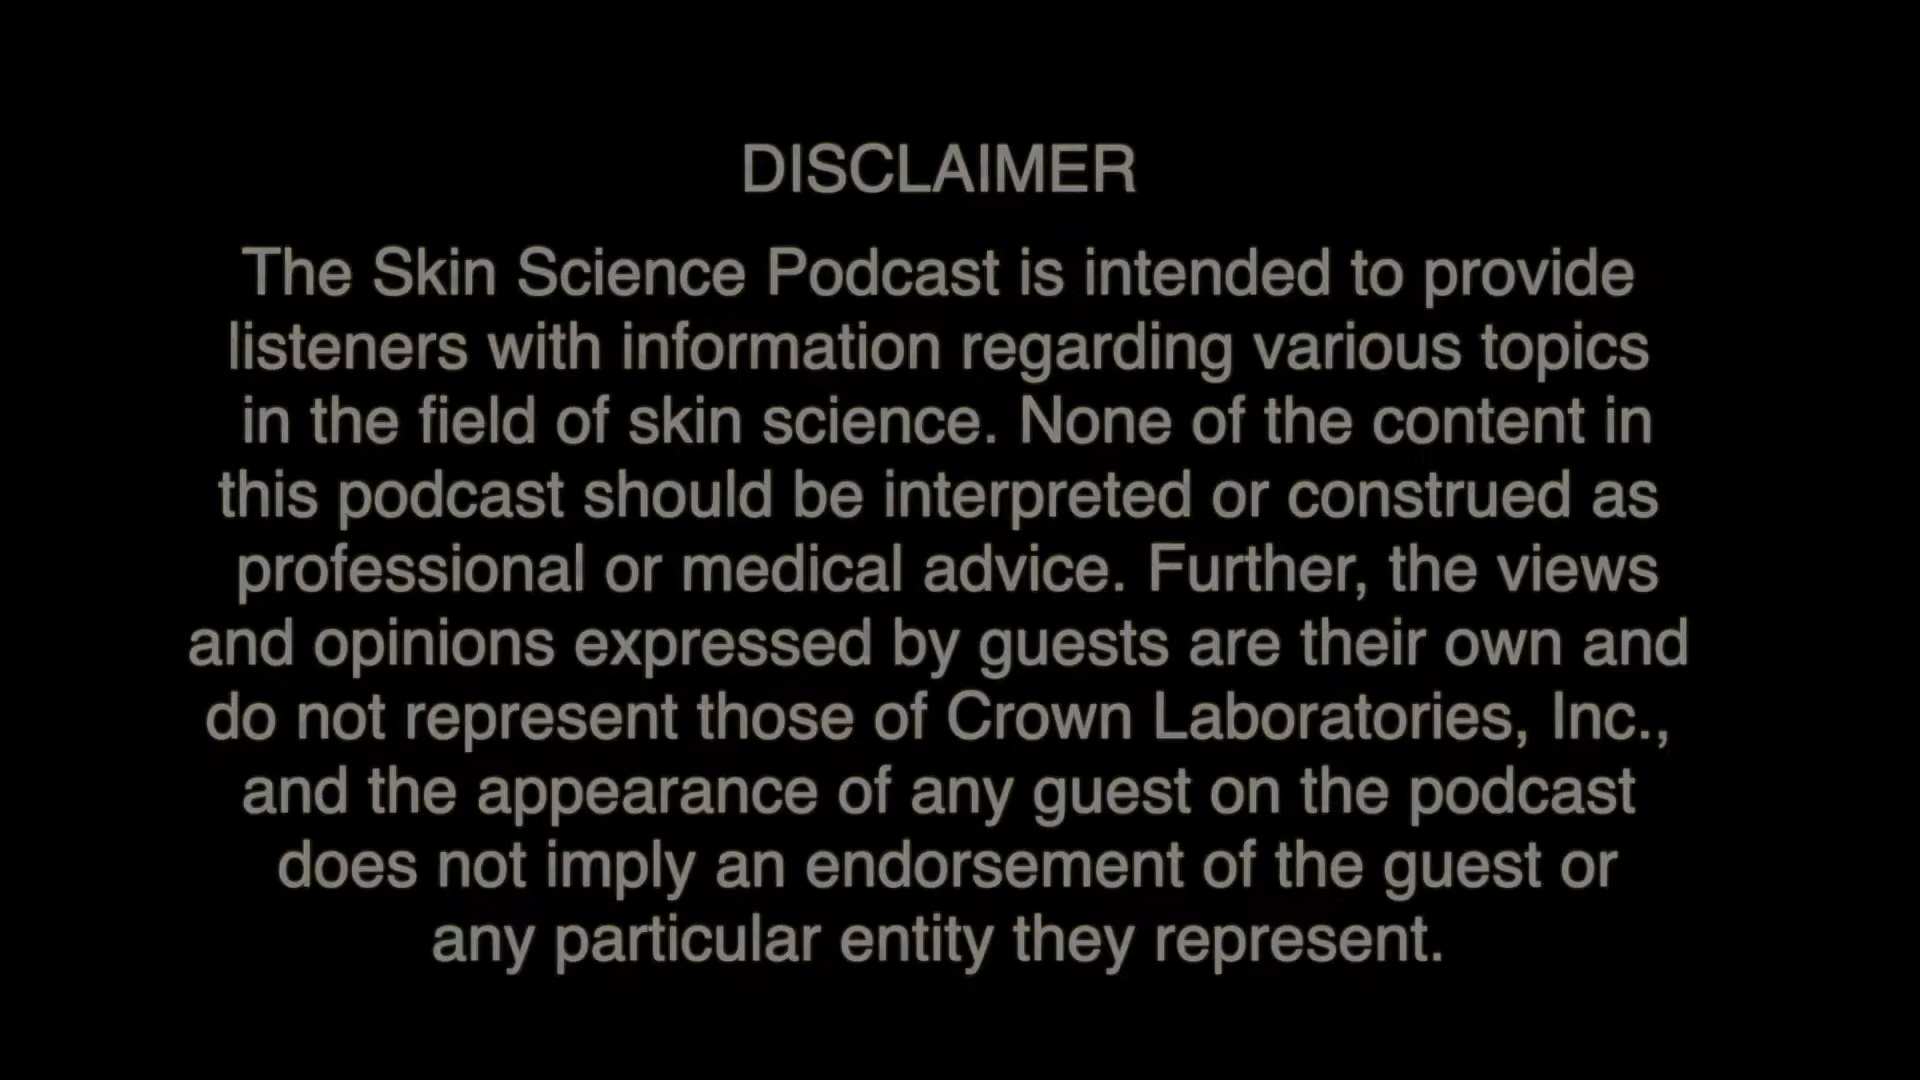 DISCLAIMER
The Skin Science Podcast is intended to provide
listeners with information regarding various topics
in the field of skin science. None of the content in
this podcast should be interpreted or construed as
professional or medical advice. Further, the views
and opinions expressed by guests are their own and
do not represent those of Crown Laboratories, Inc.,
and the appearance of any guest on the podcast
does not imply an endorsement of the guest or
any particular entity they represent.